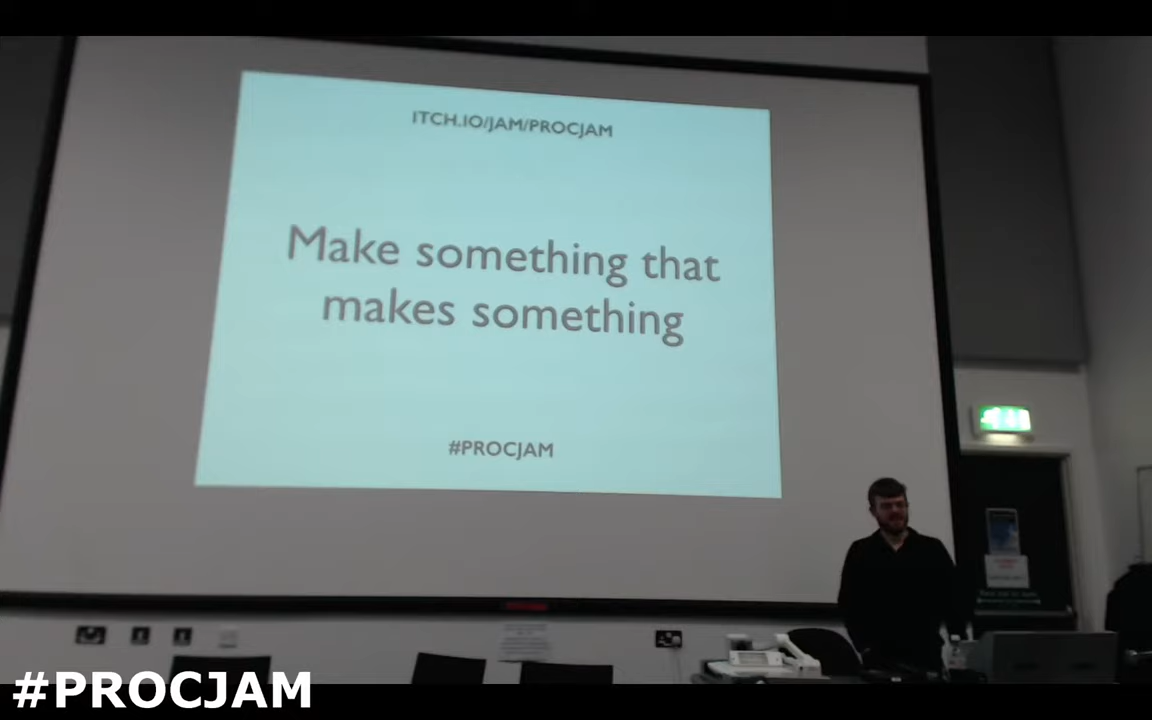 ITCH.IO/JAM/PROCJAM
Make something that
makes something
#PROCJAM
#PROCJAM